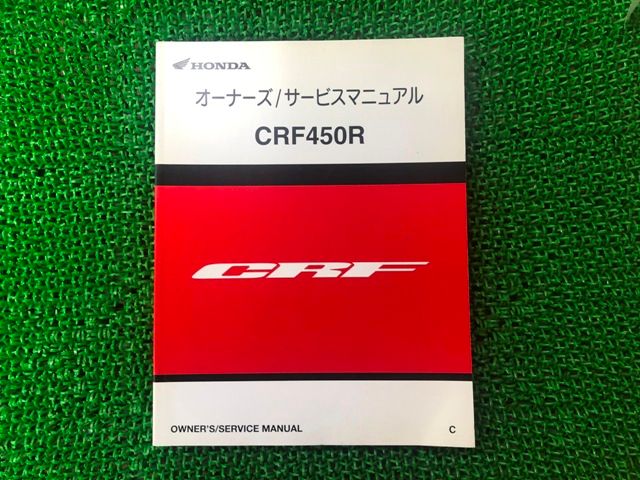 HONDA
オーナーズ/サービスマニュアル
CRF450R
CRF
OWNER'S/SERVICE MANUAL
C